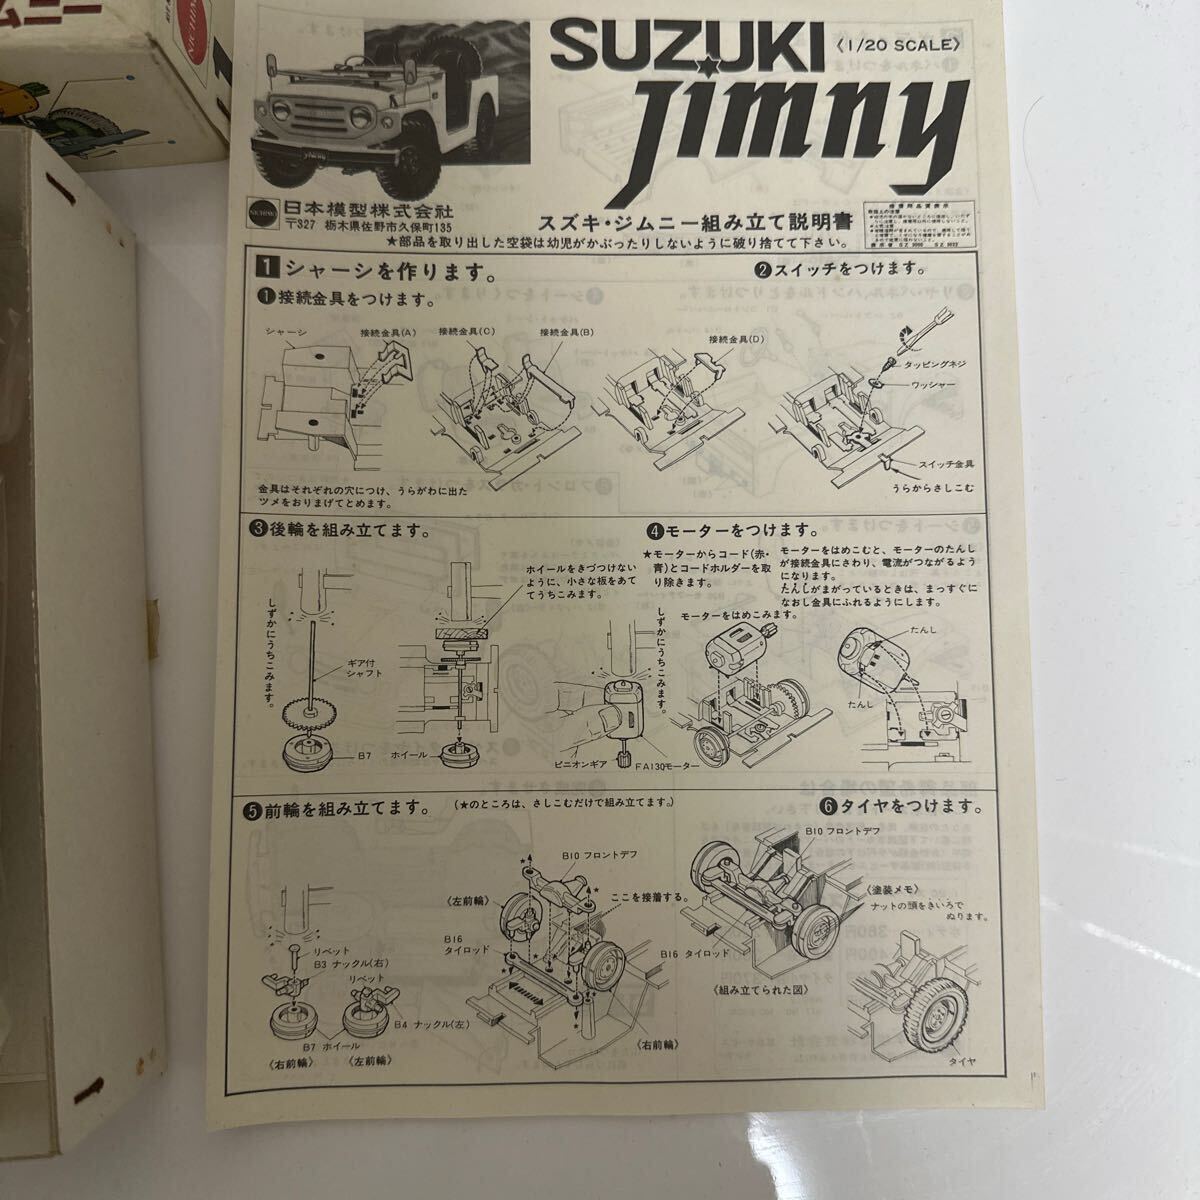 ムニー
NICHIMO
SUZUKI
〈1/20 SCALE〉
Jimny
NICHIMO
日本模型株式会社
〒327 栃木県佐野市久保町135
スズキ・ジムニー組み立て説明書
★部品を取り出した空袋は幼児がかぶったりしないように破り捨てて下さい。
1 シャーシを作ります。
❶接続金具をつけます。
シャーシ
接続金具(A)
接続金具(C)
接続金具(B)
接続金具(D)
金具はそれぞれの穴につけ、うらがわに出た
ツメをおりまげてとめます。
❷スイッチをつけます。
タッピングネジ
ワッシャー
スイッチ金具
うらからさしこむ
❸後輪を組み立てます。
しずかにうちこみます。
ギア付
シャフト
B7
ホイール
ホイールをきづつけない
ように、小さな板をあて
てうちこみます。
❹モーターをつけます。
★モーターからコード(赤・
青)とコードホルダーを取
り除きます。
モーターをはめこむと、モーターのたんし
が接続金具にさわり、電流がつながるよう
になります。
たんしがまがっているときは、まっすぐに
なおし金具にふれるようにします。
しずかにうちこみます。
モーターをはめこみます。
ピニオンギア
FA130モーター
たんし
たんし
❺前輪を組み立てます。
(★のところは、さしこむだけで組み立てます。)
リベット
B3 ナックル(右)
リベット
B4 ナックル(左)
B7 ホイール
〈右前輪〉
〈左前輪〉
B10 フロントデフ
〈左前輪〉
ここを接着する。
B16
タイロッド
〈右前輪〉
❻タイヤをつけます。
B10 フロントデフ
B16 タイロッド
〈組み立てられた図〉
〈塗装メモ〉
ナットの頭をきいろで
ぬります。
タイヤ